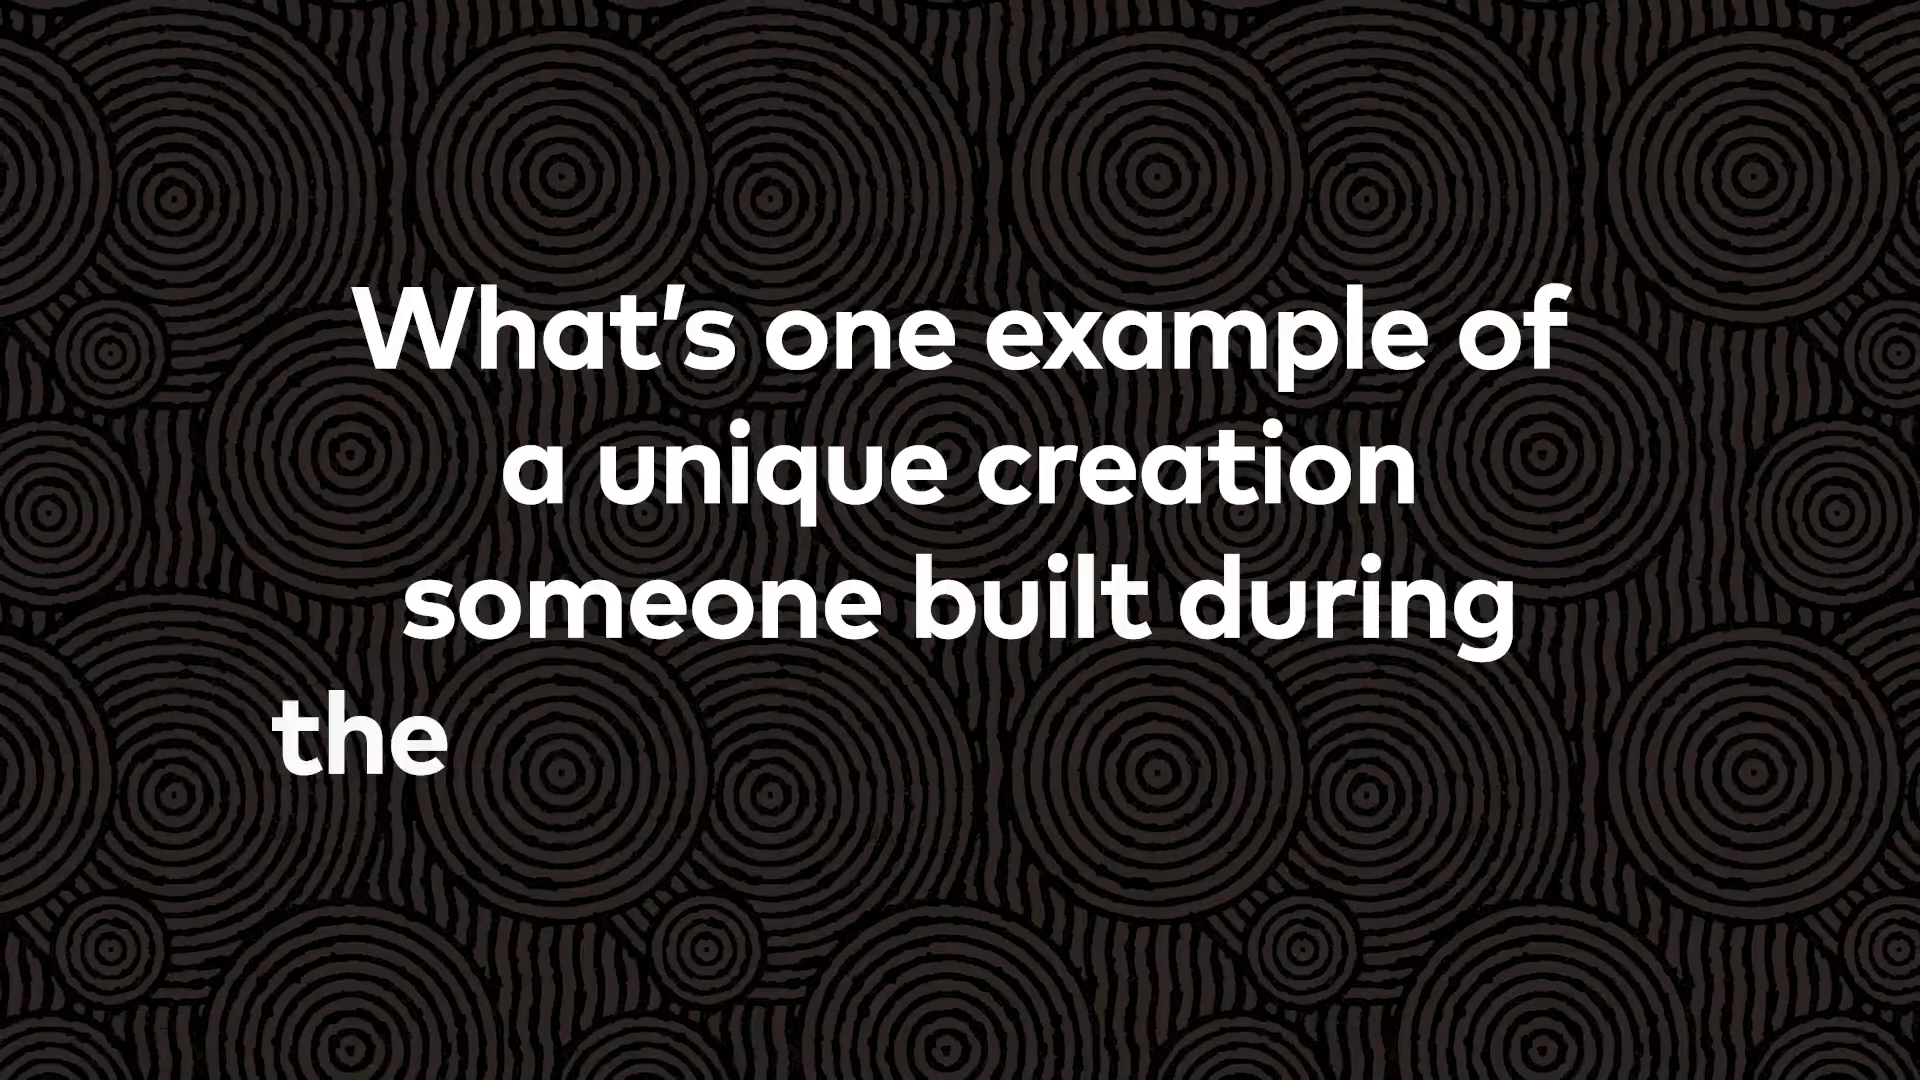 What's one example of
a unique creation
someone built during
the